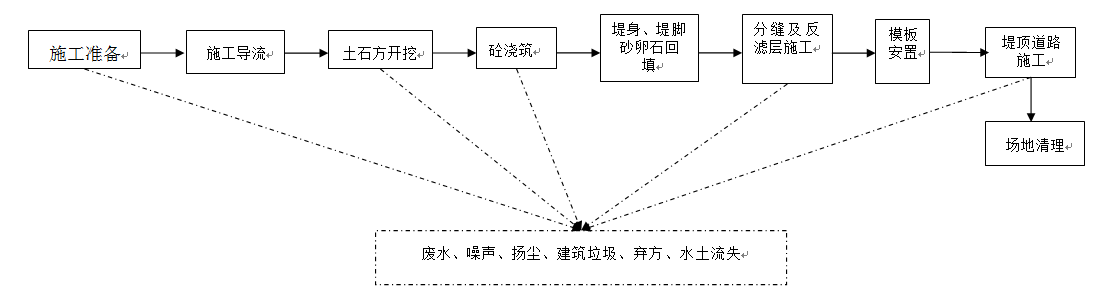 施工准备
施工导流
土石方开挖
砼浇筑
堤身、堤脚
砂卵石回
填
分缝及反
滤层施工
模板
安置
堤顶道路
施工
场地清理
废水、噪声、扬尘、建筑垃圾、弃方、水土流失